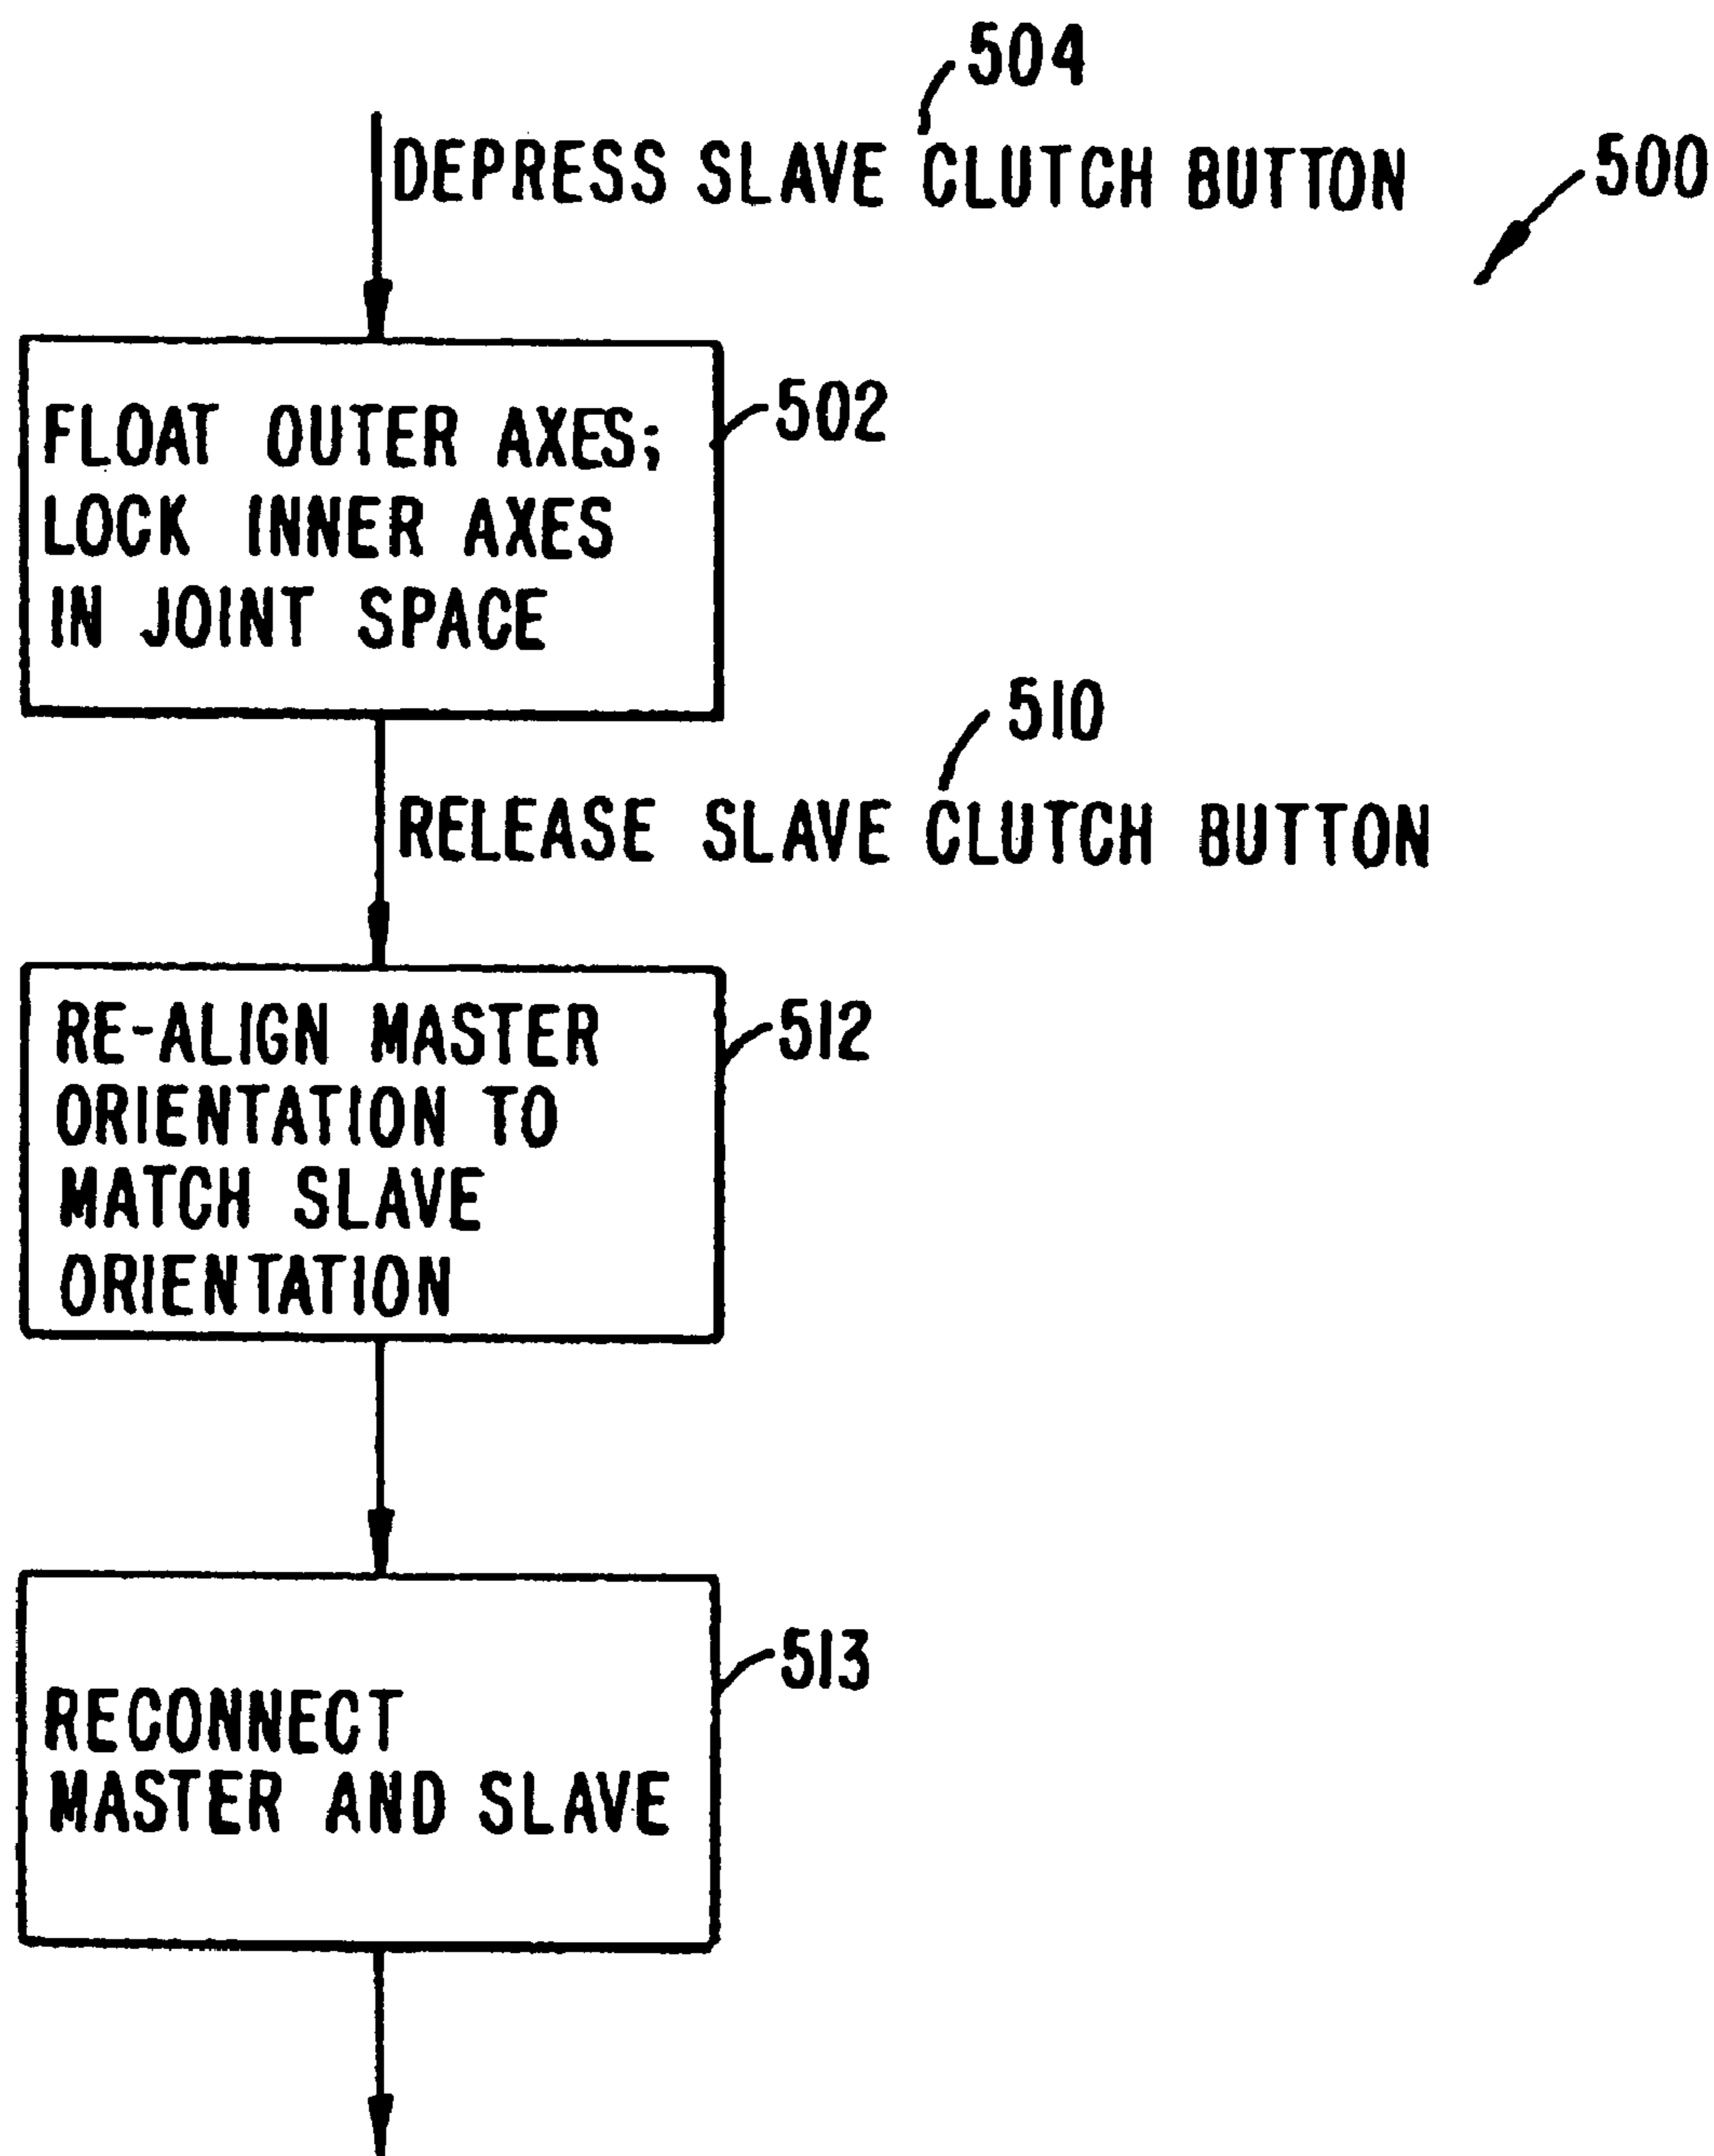 504
DEPRESS SLAVE CLUTCH BUTTON
500
FLOAT OUTER AXES;
LOCK INNER AXES
IN JOINT SPACE
502
510
RELEASE SLAVE CLUTCH BUTTON
RE-ALIGN MASTER
ORIENTATION TO
MATCH SLAVE
ORIENTATION
512
RECONNECT
MASTER AND SLAVE
513